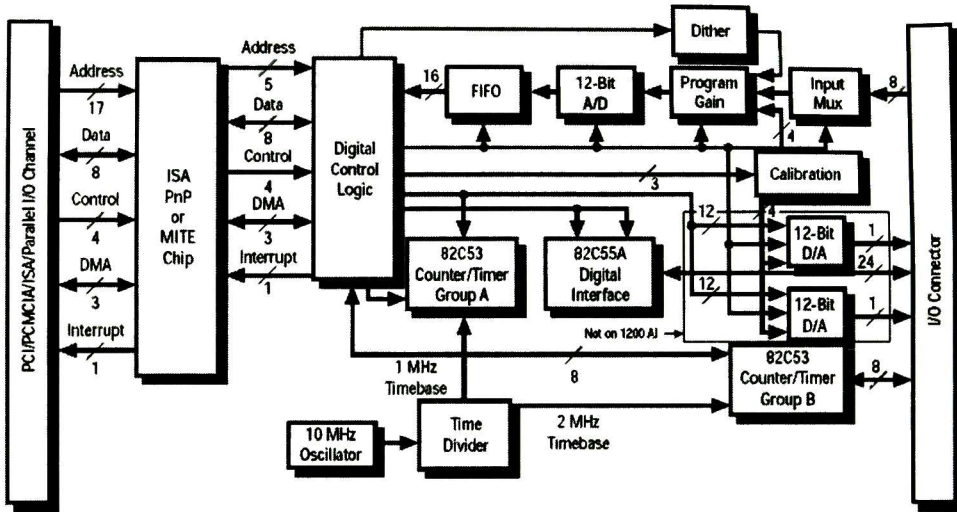 PCI/PCMCIA/ISA/Parallel I/O Channel
Address
17
Data
8
Control
4
DMA
3
Interrupt
1
ISA
PnP
or
MITE
Chip
Address
5
Data
8
Control
4
DMA
3
Interrupt
1
Digital
Control
Logic
16
FIFO
12-Bit
A/D
Program
Gain
Dither
Input
Mux
8
4
3
Calibration
4
82C53
Counter/Timer
Group A
82C55A
Digital
Interface
12
12-Bit
D/A
1
24
12
12-Bit
D/A
1
Not on 1200 AI
82C53
Counter/Timer
Group B
8
8
1 MHz
Timebase
10 MHz
Oscillator
Time
Divider
2 MHz
Timebase
I/O Connector